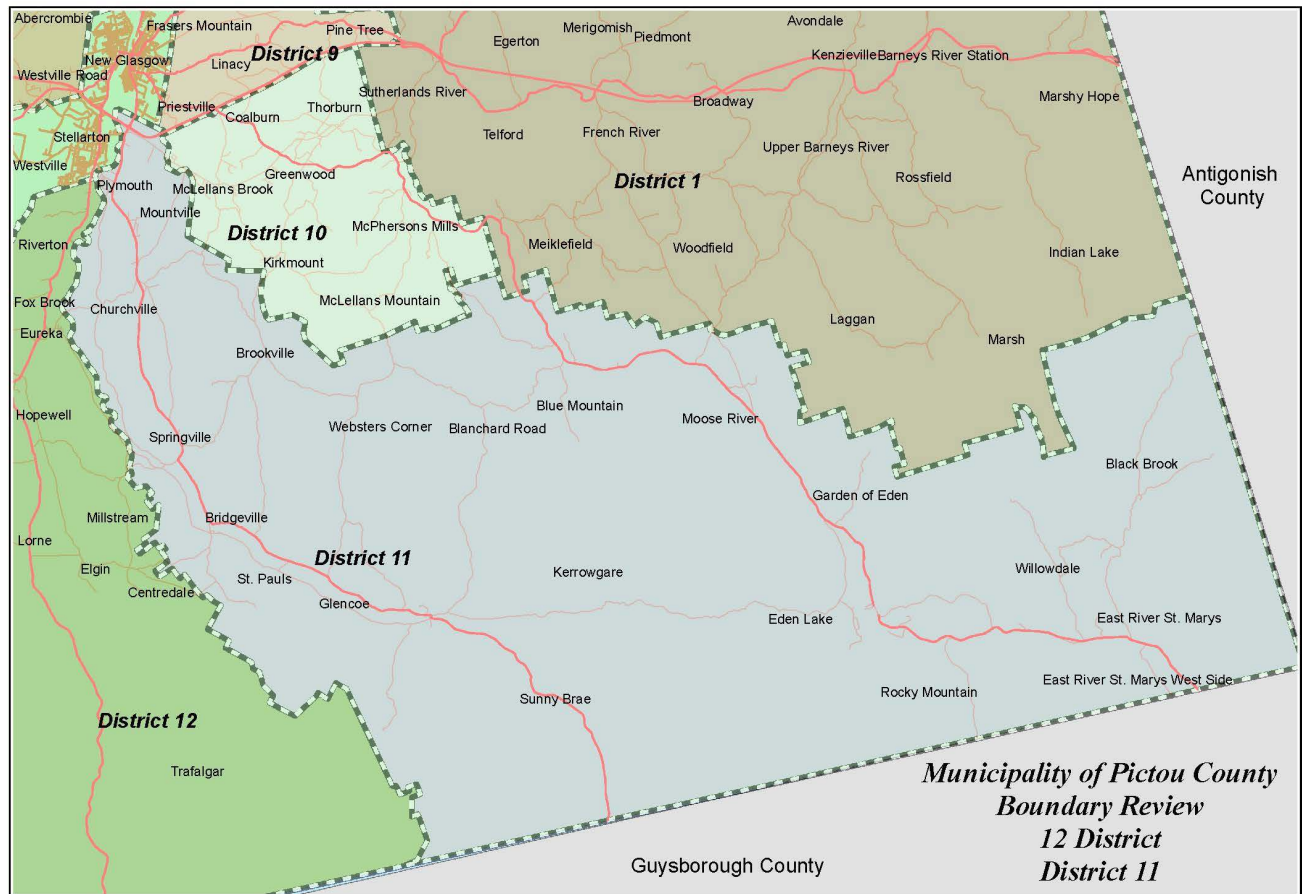 Abercrombie
Frasers Mountain
Pine Tree
Merigomish
Avondale
Egerton
Piedmont
New Glasgow
District 9
Kenzieville
Barneys River Station
Linacy
Westville Road
Sutherlands River
Broadway
Marshy Hope
Priestville
Thorburn
Coalburn
Stellarton
Telford
French River
Upper Barneys River
Westville
Greenwood
District 1
Rossfield
Antigonish
County
Plymouth
McLellans Brook
Mountville
District 10
McPhersons Mills
Riverton
Meiklefield
Woodfield
Indian Lake
Kirkmount
Fox Brook
Churchville
McLellans Mountain
Eureka
Laggan
Marsh
Brookville
Hopewell
Blue Mountain
Moose River
Springville
Websters Corner
Blanchard Road
Black Brook
Garden of Eden
Millstream
Bridgeville
Lorne
District 11
Elgin
St. Pauls
Kerrowgare
Willowdale
Centredale
Glencoe
Eden Lake
East River St. Marys
Sunny Brae
Rocky Mountain
East River St. Marys West Side
District 12
Trafalgar
Guysborough County
Municipality of Pictou County
Boundary Review
12 District
District 11